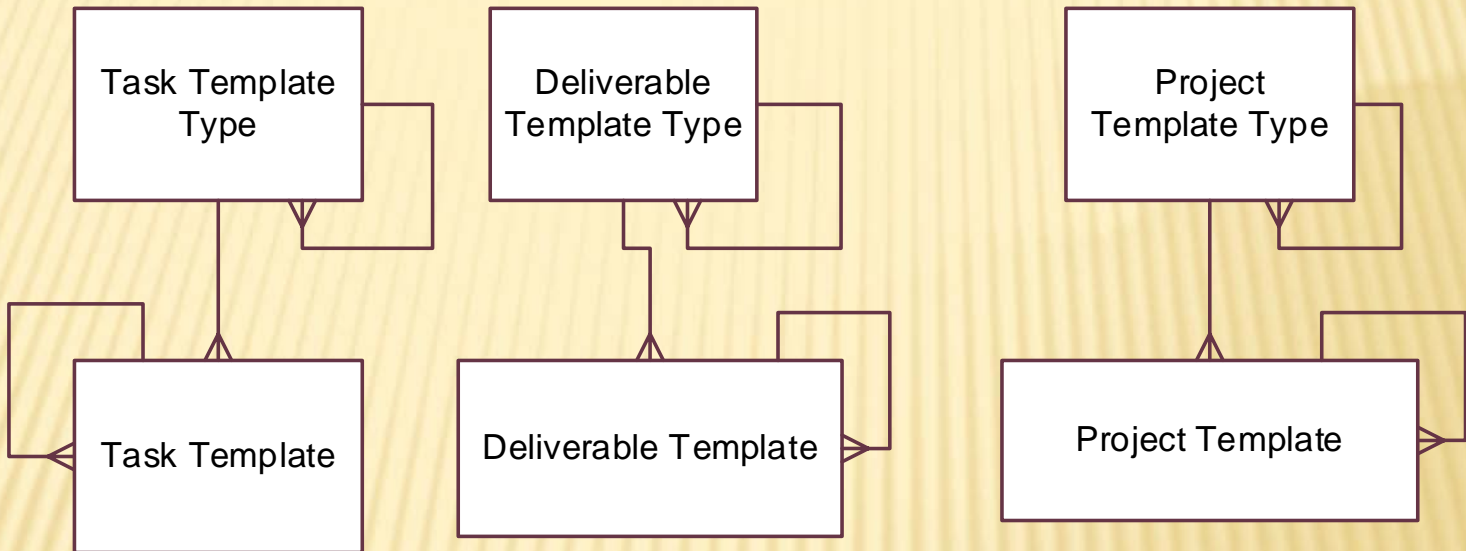 Task Template
Type
Deliverable
Template Type
Project
Template Type
Task Template
Deliverable Template
Project Template